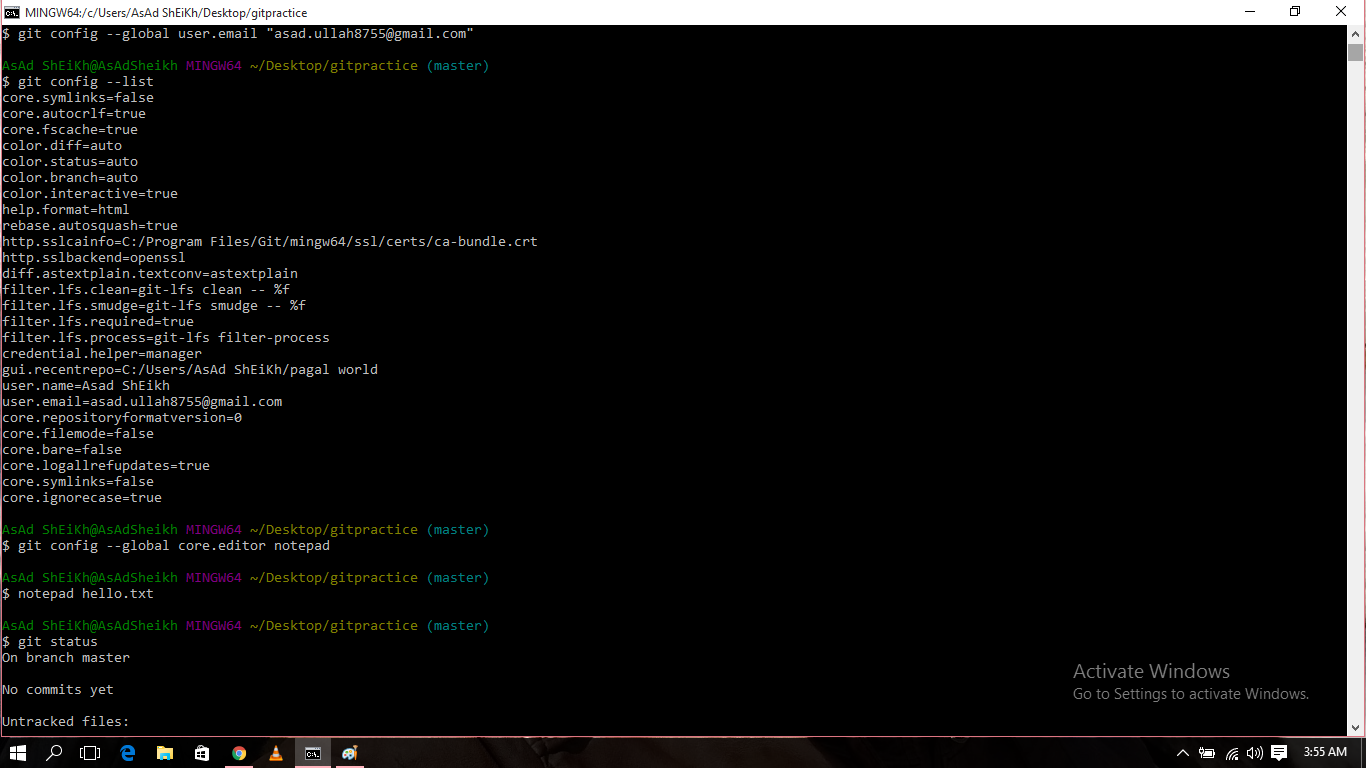 MINGW64:/c/Users/AsAd ShEiKh/Desktop/gitpractice
$ git config --global user.email "asad.ullah8755@gmail.com"
AsAd ShEiKh@AsAdSheikh MINGW64 ~/Desktop/gitpractice (master)
$ git config --list
core.symlinks=false
core.autocrlf=true
core.fscache=true
color.diff=auto
color.status=auto
color.branch=auto
color.interactive=true
help.format=html
rebase.autosquash=true
http.sslcainfo=C:/Program Files/Git/mingw64/ssl/certs/ca-bundle.crt
http.sslbackend=openssl
diff.astextplain.textconv=astextplain
filter.lfs.clean=git-lfs clean -- %f
filter.lfs.smudge=git-lfs smudge -- %f
filter.lfs.required=true
filter.lfs.process=git-lfs filter-process
credential.helper=manager
gui.recentrepo=C:/Users/AsAd ShEiKh/pagal world
user.name=Asad ShEikh
user.email=asad.ullah8755@gmail.com
core.repositoryformatversion=0
core.filemode=false
core.bare=false
core.logallrefupdates=true
core.symlinks=false
core.ignorecase=true
AsAd ShEiKh@AsAdSheikh MINGW64 ~/Desktop/gitpractice (master)
$ git config --global core.editor notepad
AsAd ShEiKh@AsAdSheikh MINGW64 ~/Desktop/gitpractice (master)
$ notepad hello.txt
AsAd ShEiKh@AsAdSheikh MINGW64 ~/Desktop/gitpractice (master)
$ git status
On branch master
No commits yet
Untracked files:
Activate Windows
Go to Settings to activate Windows.
3:55 AM